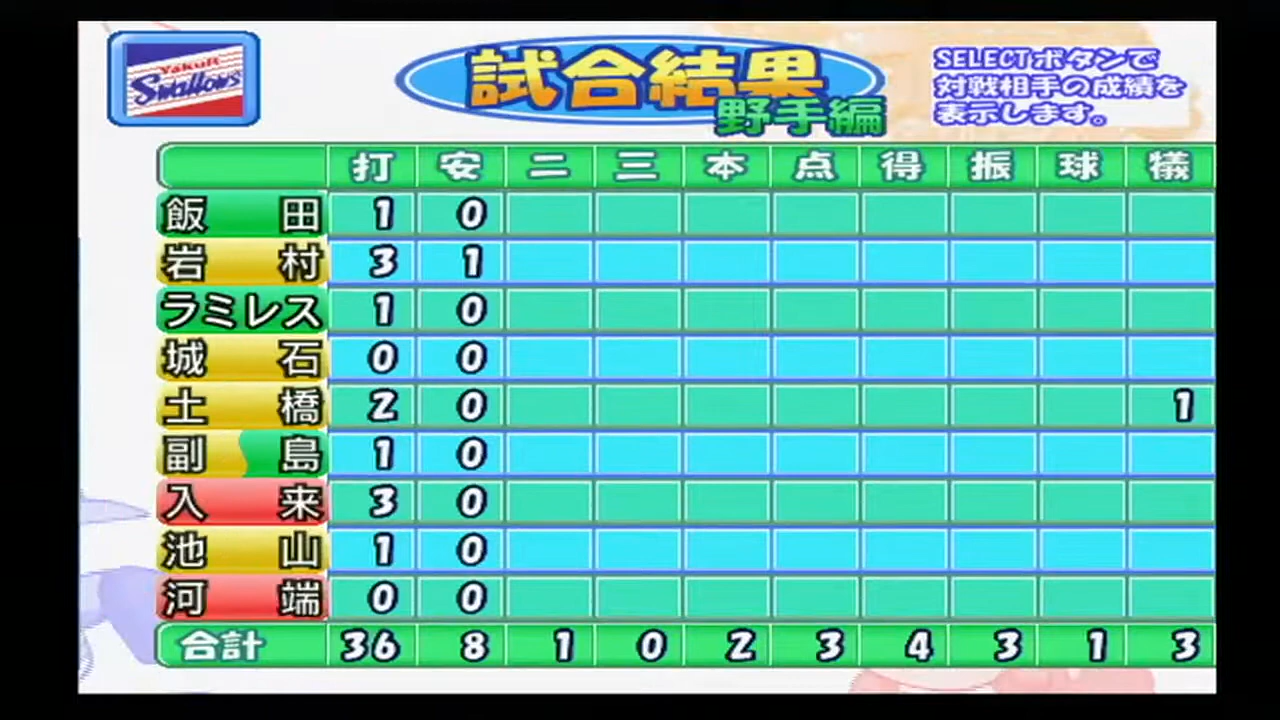 Yakult
Swallows
試合結果
野手編
SELECTボタンで
対戦相手の成績を
表示します。
打 安 二 三 本 点 得 振 球 犠
飯田 1 0
岩村 3 1
ラミレス 1 0
城石 0 0
土橋 2 0 1
副島 1 0
入来 3 0
池山 1 0
河端 0 0
合計 36 8 1 0 2 3 4 3 1 3